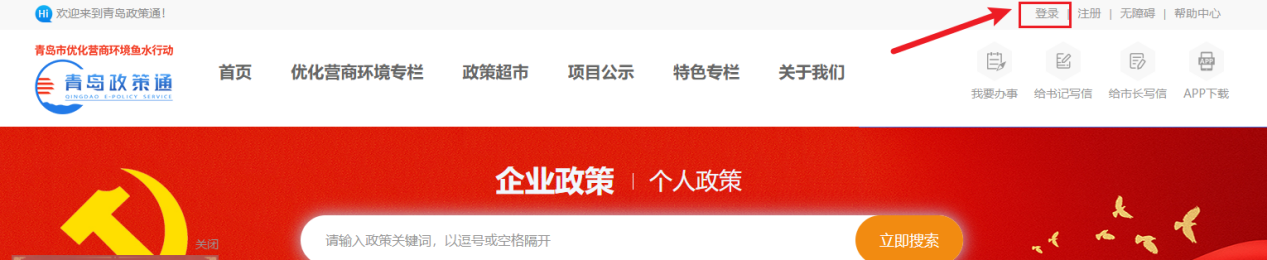 Hi 欢迎来到青岛政策通！ 登录 | 注册 | 无障碍 | 帮助中心
青岛市优化营商环境鱼水行动
青岛政策通
QINGDAO E-POLICY SERVICE
首页 优化营商环境专栏 政策超市 项目公示 特色专栏 关于我们
APP
我要办事 给书记写信 给市长写信 APP下载
企业政策 | 个人政策
请输入政策关键词，以逗号或空格隔开 立即搜索
关闭